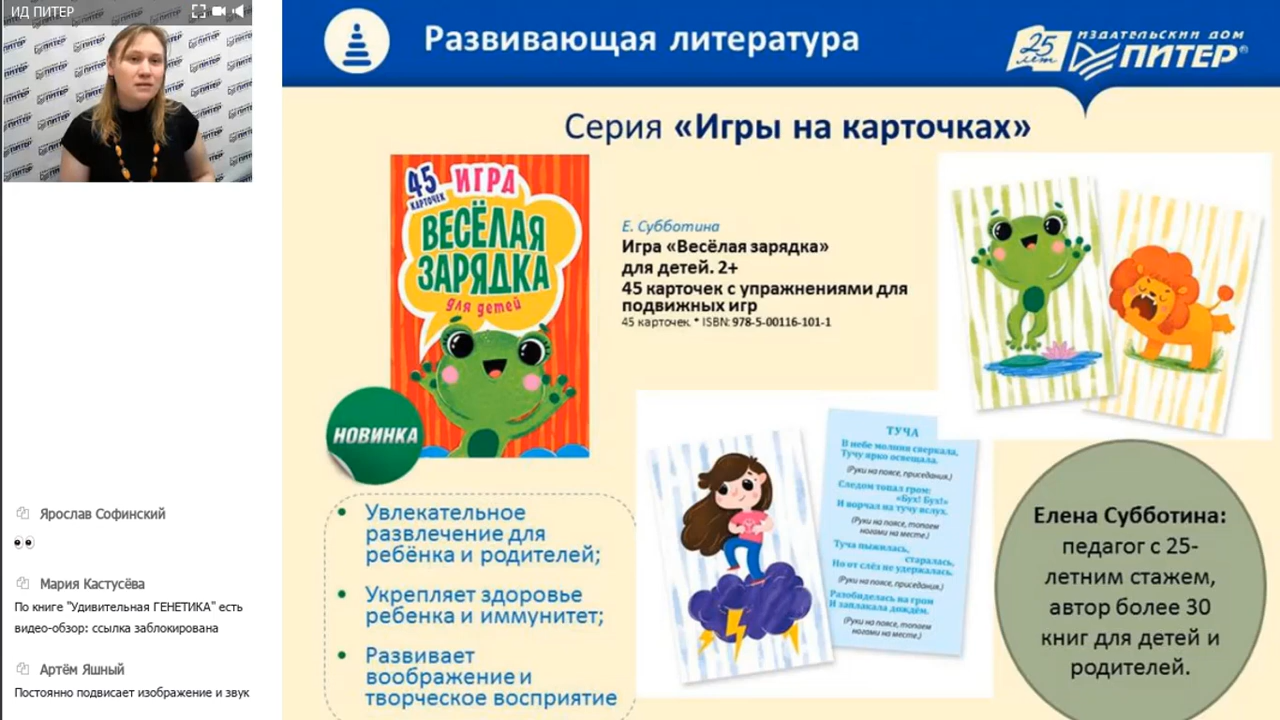 ИД ПИТЕР
Развивающая литература
25 лет
ИЗДАТЕЛЬСКИЙ ДОМ
ПИТЕР®
Серия «Игры на карточках»
45
КАРТОЧЕК
ИГРА
ВЕСЁЛАЯ
ЗАРЯДКА
для детей
НОВИНКА
Е. Субботина
Игра «Весёлая зарядка»
для детей. 2+
45 карточек с упражнениями для
подвижных игр
45 карточек * ISBN: 978-5-00116-101-1
• Увлекательное
развлечение для
ребёнка и родителей;
• Укрепляет здоровье
ребенка и иммунитет;
• Развивает
воображение и
творческое восприятие
ТУЧА
В небе молния сверкала,
Тучу ярко освещала.
(Руки на поясе, приседания.)
Следом топал гром:
«Бух! Бух!»
И ворчал на тучу вслух.
(Руки на поясе, топаем
ногами на месте.)
Туча пыжилась,
старалась,
Но от слёз не удержалась.
(Руки на поясе, приседания.)
Разобиделась на гром
И заплакала дождём.
(Руки на поясе, топаем
ногами на месте.)
Елена Субботина:
педагог с 25-
летним стажем,
автор более 30
книг для детей и
родителей.
Ярослав Софинский
Мария Кастусёва
По книге "Удивительная ГЕНЕТИКА" есть
видео-обзор: ссылка заблокирована
Артём Яшный
Постоянно подвисает изображение и звук